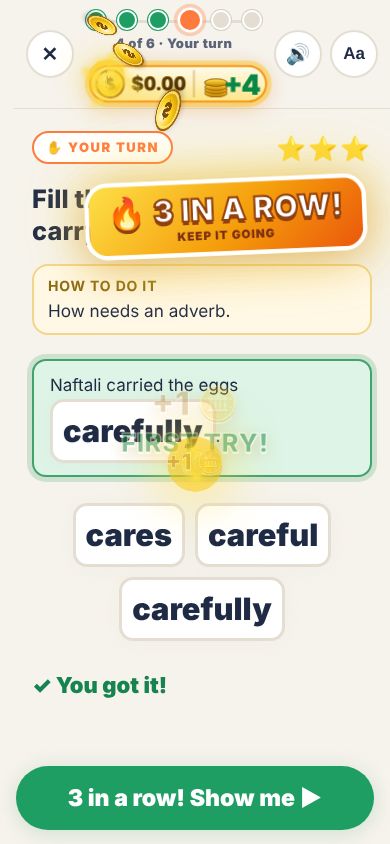 4 of 6 · Your turn
$0.00
+4
Aa
YOUR TURN
Fill
carr
3 IN A ROW!
KEEP IT GOING
HOW TO DO IT
How needs an adverb.
Naftali carried the eggs
+1
carefully
FIRST TRY!
+1
cares
careful
carefully
✓ You got it!
3 in a row! Show me ▶